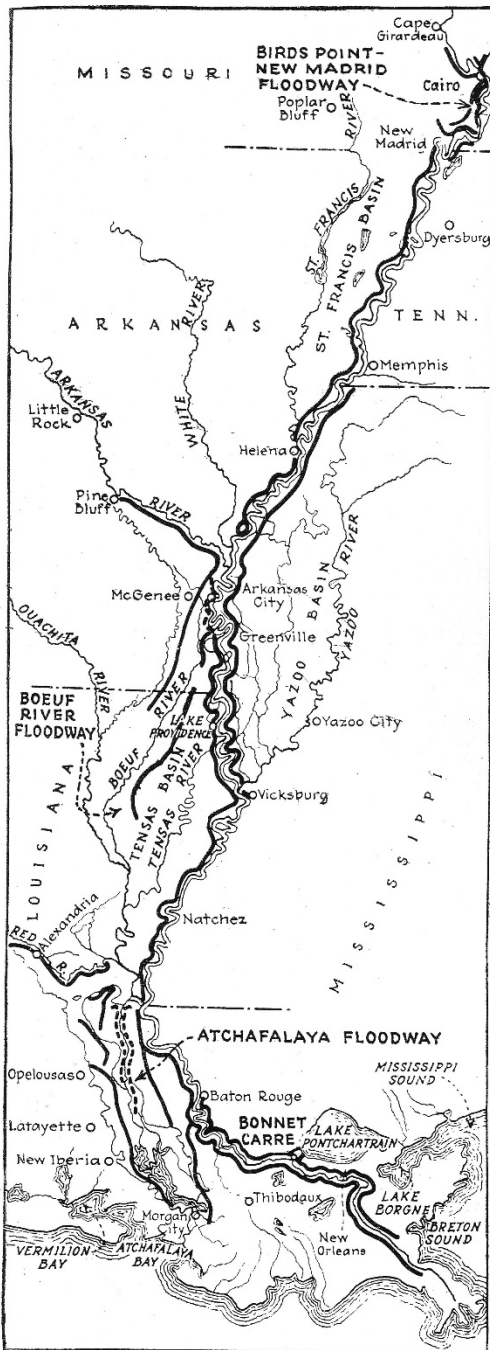 Cape
Girardeau
BIRDS POINT-
NEW MADRID
FLOODWAY
MISSOURI
Cairo
Poplar
Bluff
RIVER
New
Madrid
ST. FRANCIS
ST. FRANCIS BASIN
Dyersburg
RIVER
ARKANSAS
TENN.
WHITE
Memphis
ARKANSAS
Little
Rock
Helena
Pine
Bluff
RIVER
RIVER
YAZOO BASIN
YAZOO
McGenee
Arkansas
City
Greenville
OUACHITA
RIVER
BOEUF
RIVER
FLOODWAY
RIVER
BOEUF
LAKE
PROVIDENCE
Yazoo City
TENSAS BASIN
TENSAS RIVER
Vicksburg
LOUISIANA
MISSISSIPPI
Natchez
Alexandria
RED
R.
ATCHAFALAYA FLOODWAY
MISSISSIPPI
SOUND
Opelousas
Baton Rouge
BONNET
CARRE
LAKE
PONTCHARTRAIN
Lafayette
New Iberia
LAKE
BORGNE
Thibodaux
BRETON
SOUND
Morgan
City
New
Orleans
VERMILION
BAY
ATCHAFALAYA
BAY